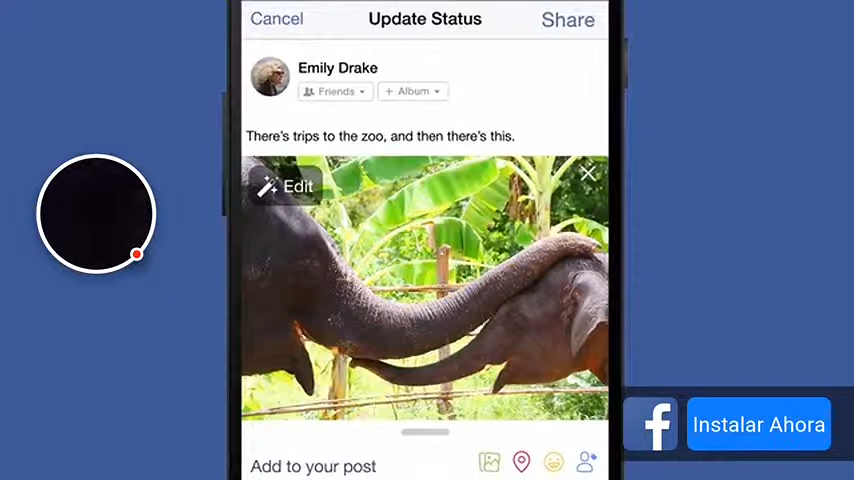 Cancel Update Status Share
Emily Drake
Friends + Album
There's trips to the zoo, and then there's this.
Edit
f Instalar Ahora
Add to your post